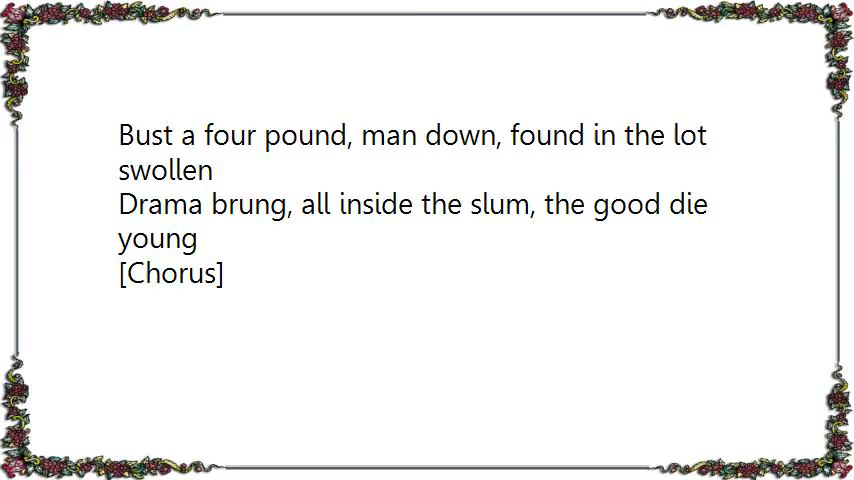 Bust a four pound, man down, found in the lot
swollen
Drama brung, all inside the slum, the good die
young
[Chorus]